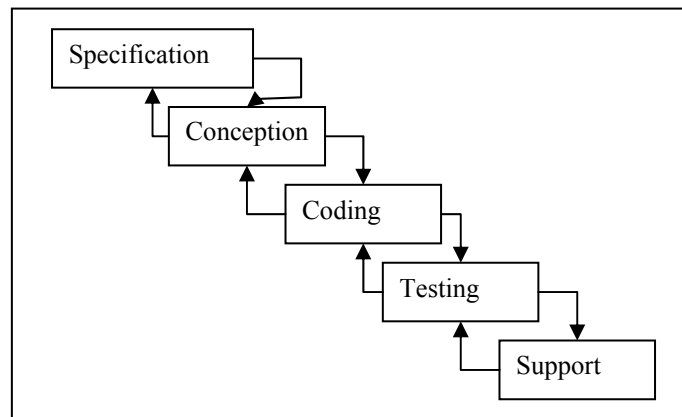 Specification
Conception
Coding
Testing
Support